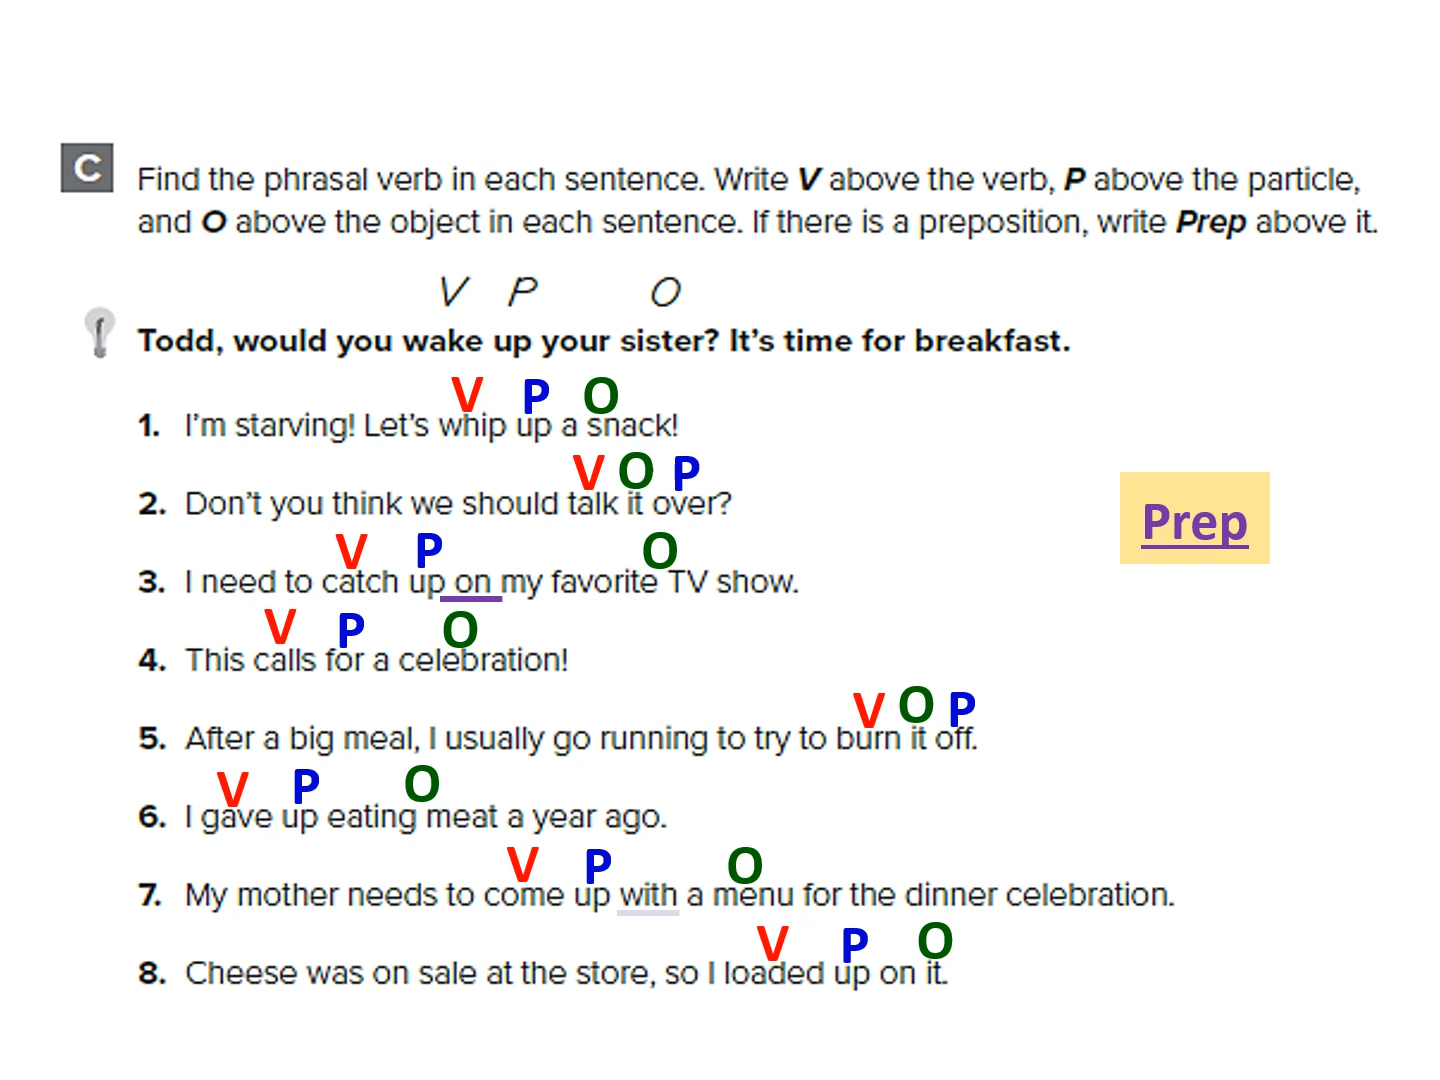 C Find the phrasal verb in each sentence. Write V above the verb, P above the particle,
and O above the object in each sentence. If there is a preposition, write Prep above it.
V P O
Todd, would you wake up your sister? It's time for breakfast.
V P O
1. I'm starving! Let's whip up a snack!
V O P
2. Don't you think we should talk it over?
Prep
V P O
3. I need to catch up on my favorite TV show.
V P O
4. This calls for a celebration!
V O P
5. After a big meal, I usually go running to try to burn it off.
V P O
6. I gave up eating meat a year ago.
V P O
7. My mother needs to come up with a menu for the dinner celebration.
V P O
8. Cheese was on sale at the store, so I loaded up on it.